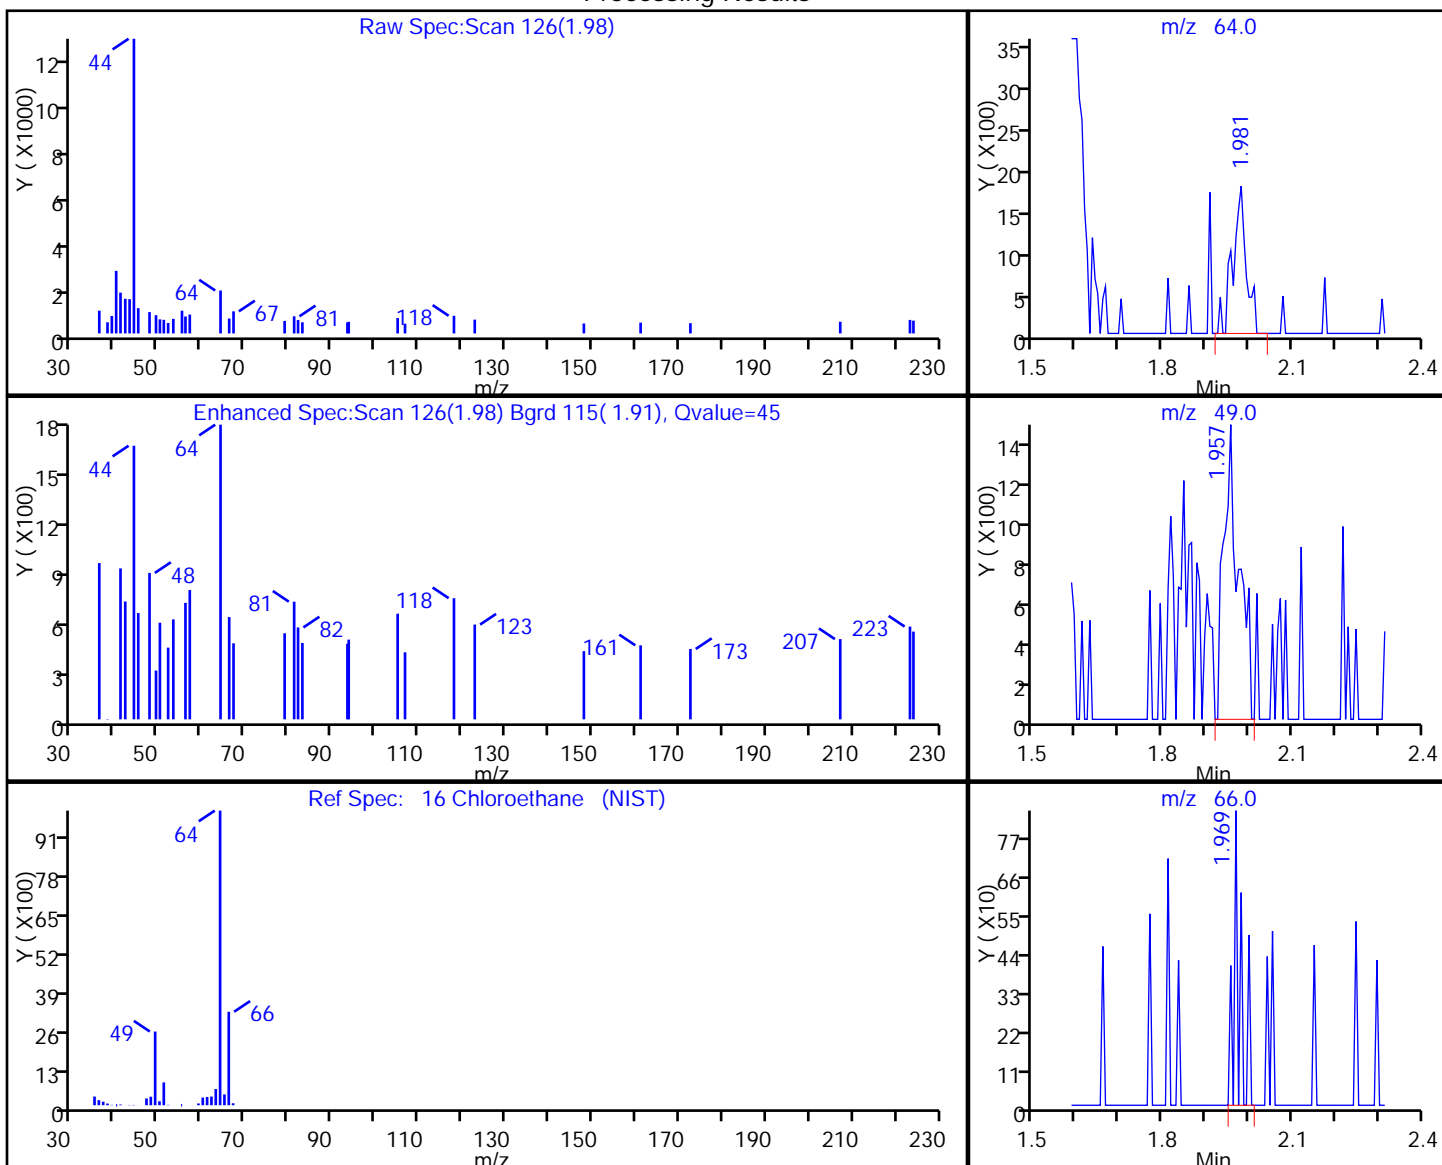 Processing Results
Raw Spec:Scan 126(1.98)
Y ( X1000)
12
10
8
6
4
2
0
44
64
67
81
118
30 50 70 90 110 130 150 170 190 210 230
m/z
m/z 64.0
Y ( X100)
35
30
25
20
15
10
5
0
1.981
1.5 1.8 2.1 2.4
Min
Enhanced Spec:Scan 126(1.98) Bgrd 115( 1.91), Qvalue=45
Y ( X100)
18
15
12
9
6
3
0
44
64
48
81
82
118
123
161
173
207
223
30 50 70 90 110 130 150 170 190 210 230
m/z
m/z 49.0
Y ( X100)
14
12
10
8
6
4
2
0
1.957
1.5 1.8 2.1 2.4
Min
Ref Spec: 16 Chloroethane (NIST)
Y ( X100)
91
78
65
52
39
26
13
0
64
49
66
30 50 70 90 110 130 150 170 190 210 230
m/z
m/z 66.0
Y ( X10)
77
66
55
44
33
22
11
0
1.969
1.5 1.8 2.1 2.4
Min